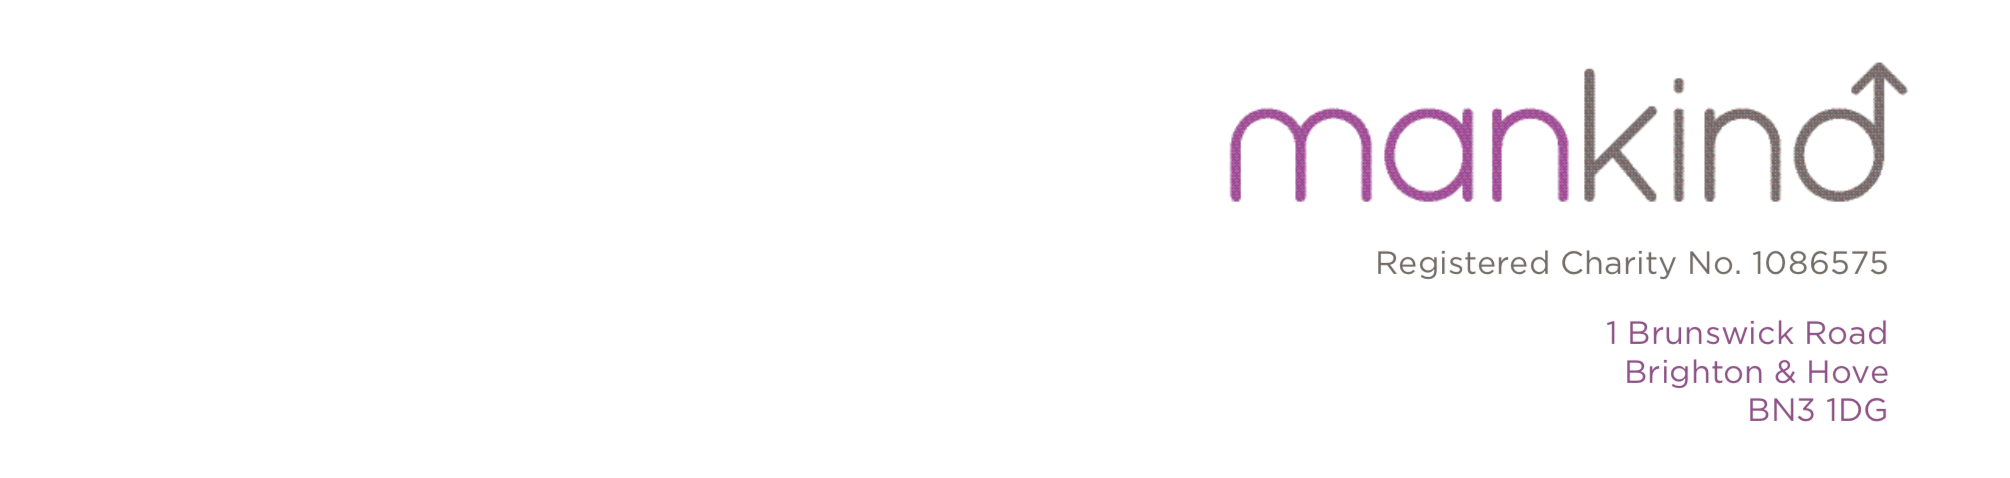 mankind
Registered Charity No. 1086575
1 Brunswick Road
Brighton & Hove
BN3 1DG